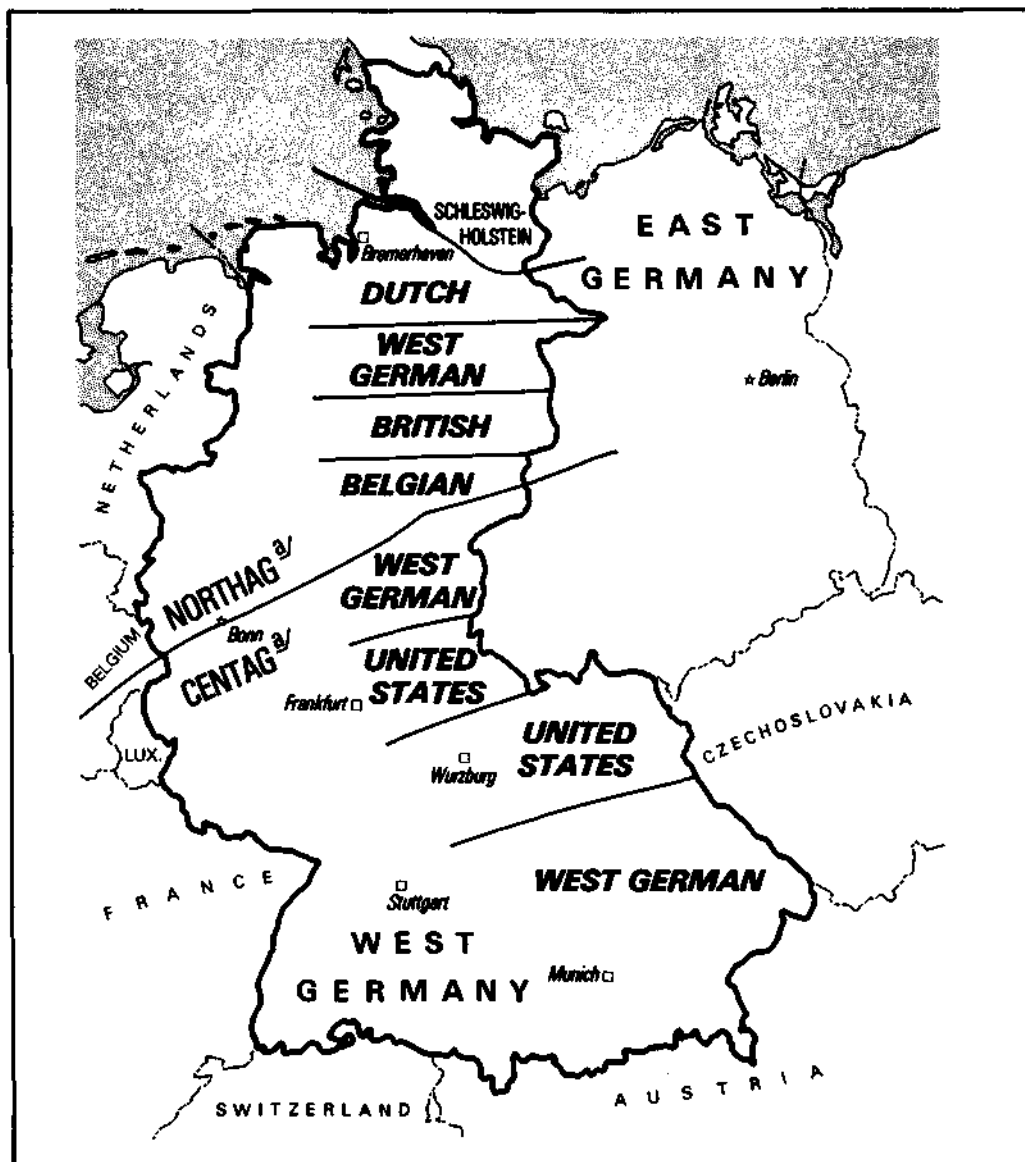 SCHLESWIG-
HOLSTEIN
EAST
GERMANY
Bremerhaven
DUTCH
NETHERLANDS
WEST
GERMAN
Berlin
BRITISH
BELGIAN
NORTHAG a/
WEST
GERMAN
BELGIUM
Bonn
CENTAG a/
UNITED
STATES
Frankfurt
CZECHOSLOVAKIA
LUX.
UNITED
STATES
Wurzburg
FRANCE
WEST GERMAN
Stuttgart
WEST
GERMANY
Munich
AUSTRIA
SWITZERLAND